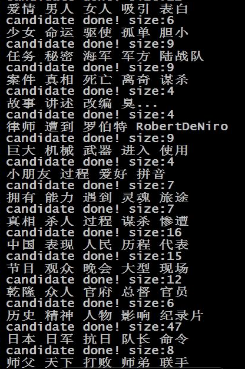 爱情 男人 女人 吸引 表白
candidate done! size:6
少女 命运 驱使 孤单 胆小
candidate done! size:9
任务 秘密 海军 军方 陆战队
candidate done! size:9
案件 真相 死亡 离奇 谋杀
candidate done! size:4
故事 讲述 改编 臭...
candidate done! size:4
律师 遭到 罗伯特 RobertDeNiro
candidate done! size:9
巨大 机械 武器 进入 使用
candidate done! size:4
小朋友 过程 爱好 拼音
candidate done! size:7
拥有 能力 遇到 灵魂 旅途
candidate done! size:7
真相 杀人 过程 谋杀 惨遭
candidate done! size:16
中国 表现 人民 历程 代表
candidate done! size:15
节目 观众 晚会 大型 现场
candidate done! size:12
乾隆 众人 官府 总督 官员
candidate done! size:6
历史 精神 人物 影响 纪录片
candidate done! size:47
日本 日军 抗日 队长 命令
candidate done! size:8
师父 天下 打败 师弟 联手